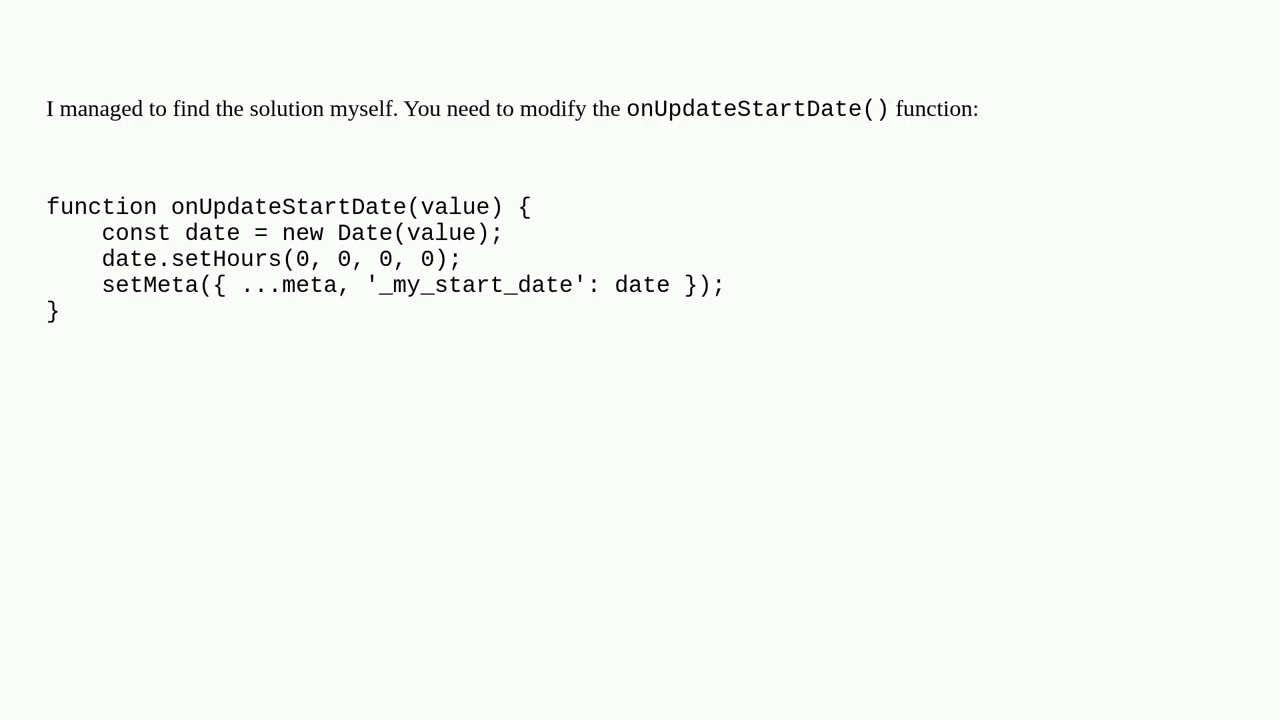 I managed to find the solution myself. You need to modify the onUpdateStartDate() function:
function onUpdateStartDate(value) {
    const date = new Date(value);
    date.setHours(0, 0, 0, 0);
    setMeta({ ...meta, '_my_start_date': date });
}